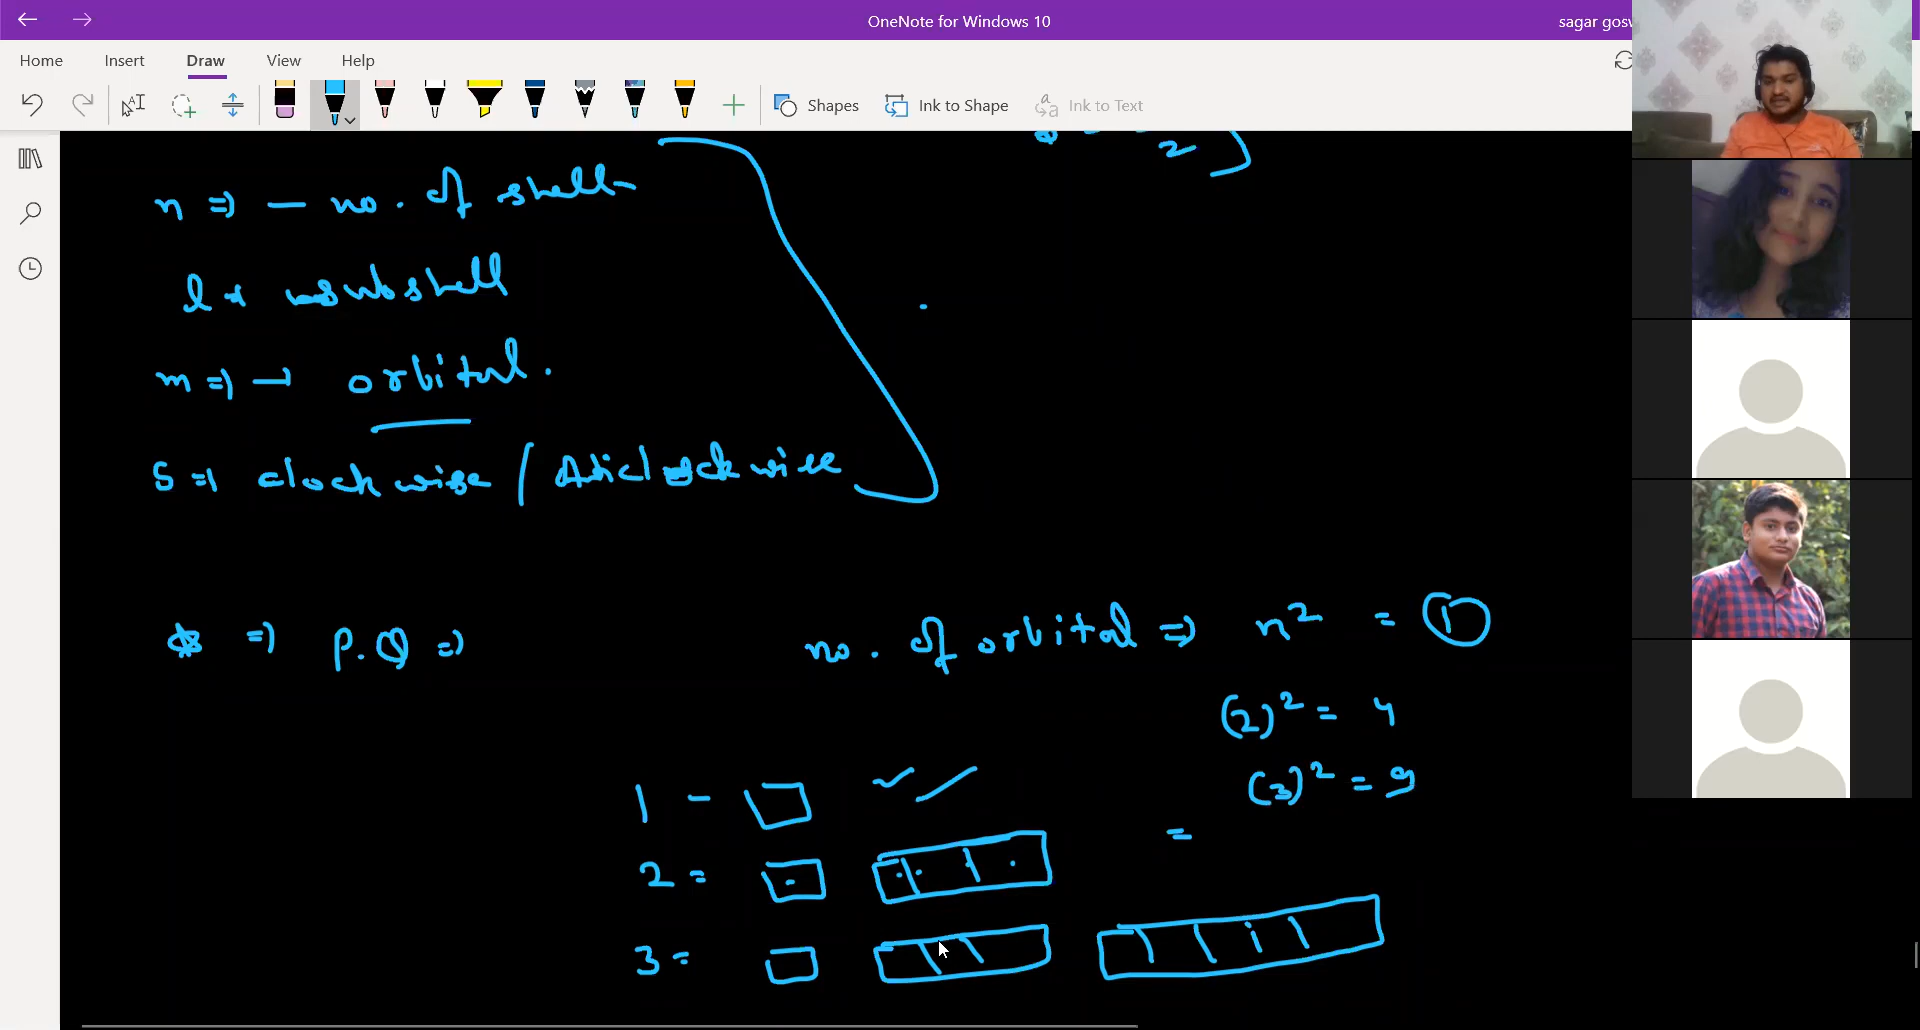 OneNote for Windows 10
sagar gosw
Home Insert Draw View Help
Shapes Ink to Shape Ink to Text
2
n => – no. of shell
l → subshell
m => → orbital.
S => clockwise / Anticlockwise
=> P.Q => no. of orbital => n² = 1
(2)² = 4
(3)² = 9
1 –
=
2 =
3 =